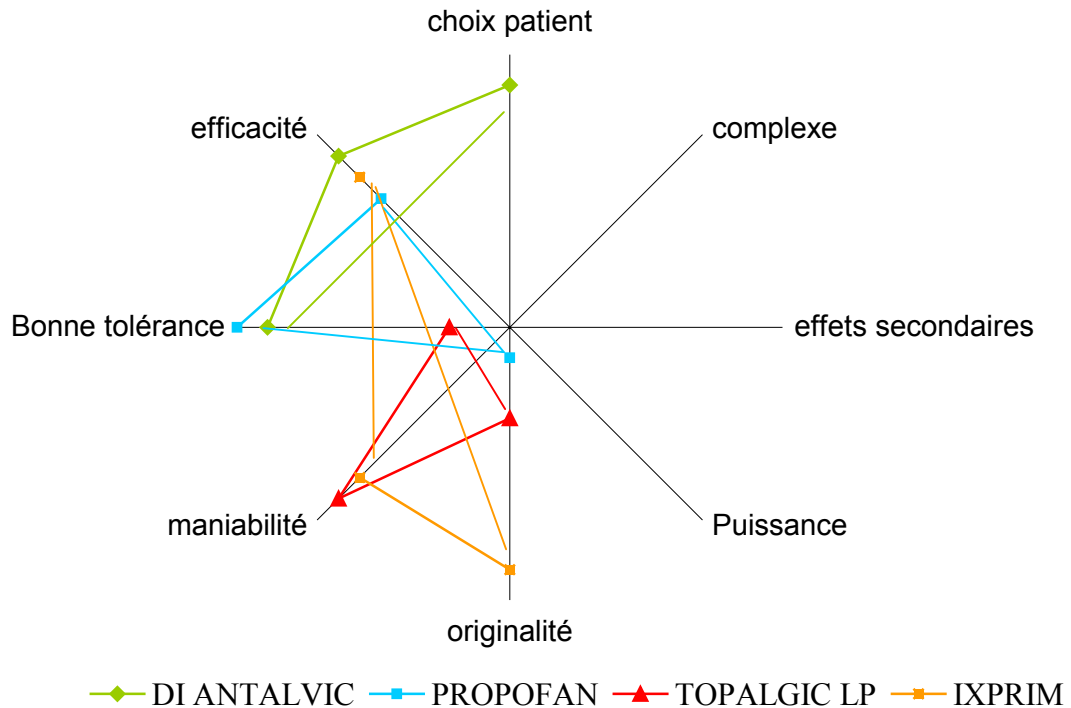 choix patient
efficacité
complexe
Bonne tolérance
effets secondaires
maniabilité
Puissance
originalité
DI ANTALVIC PROPOFAN TOPALGIC LP IXPRIM